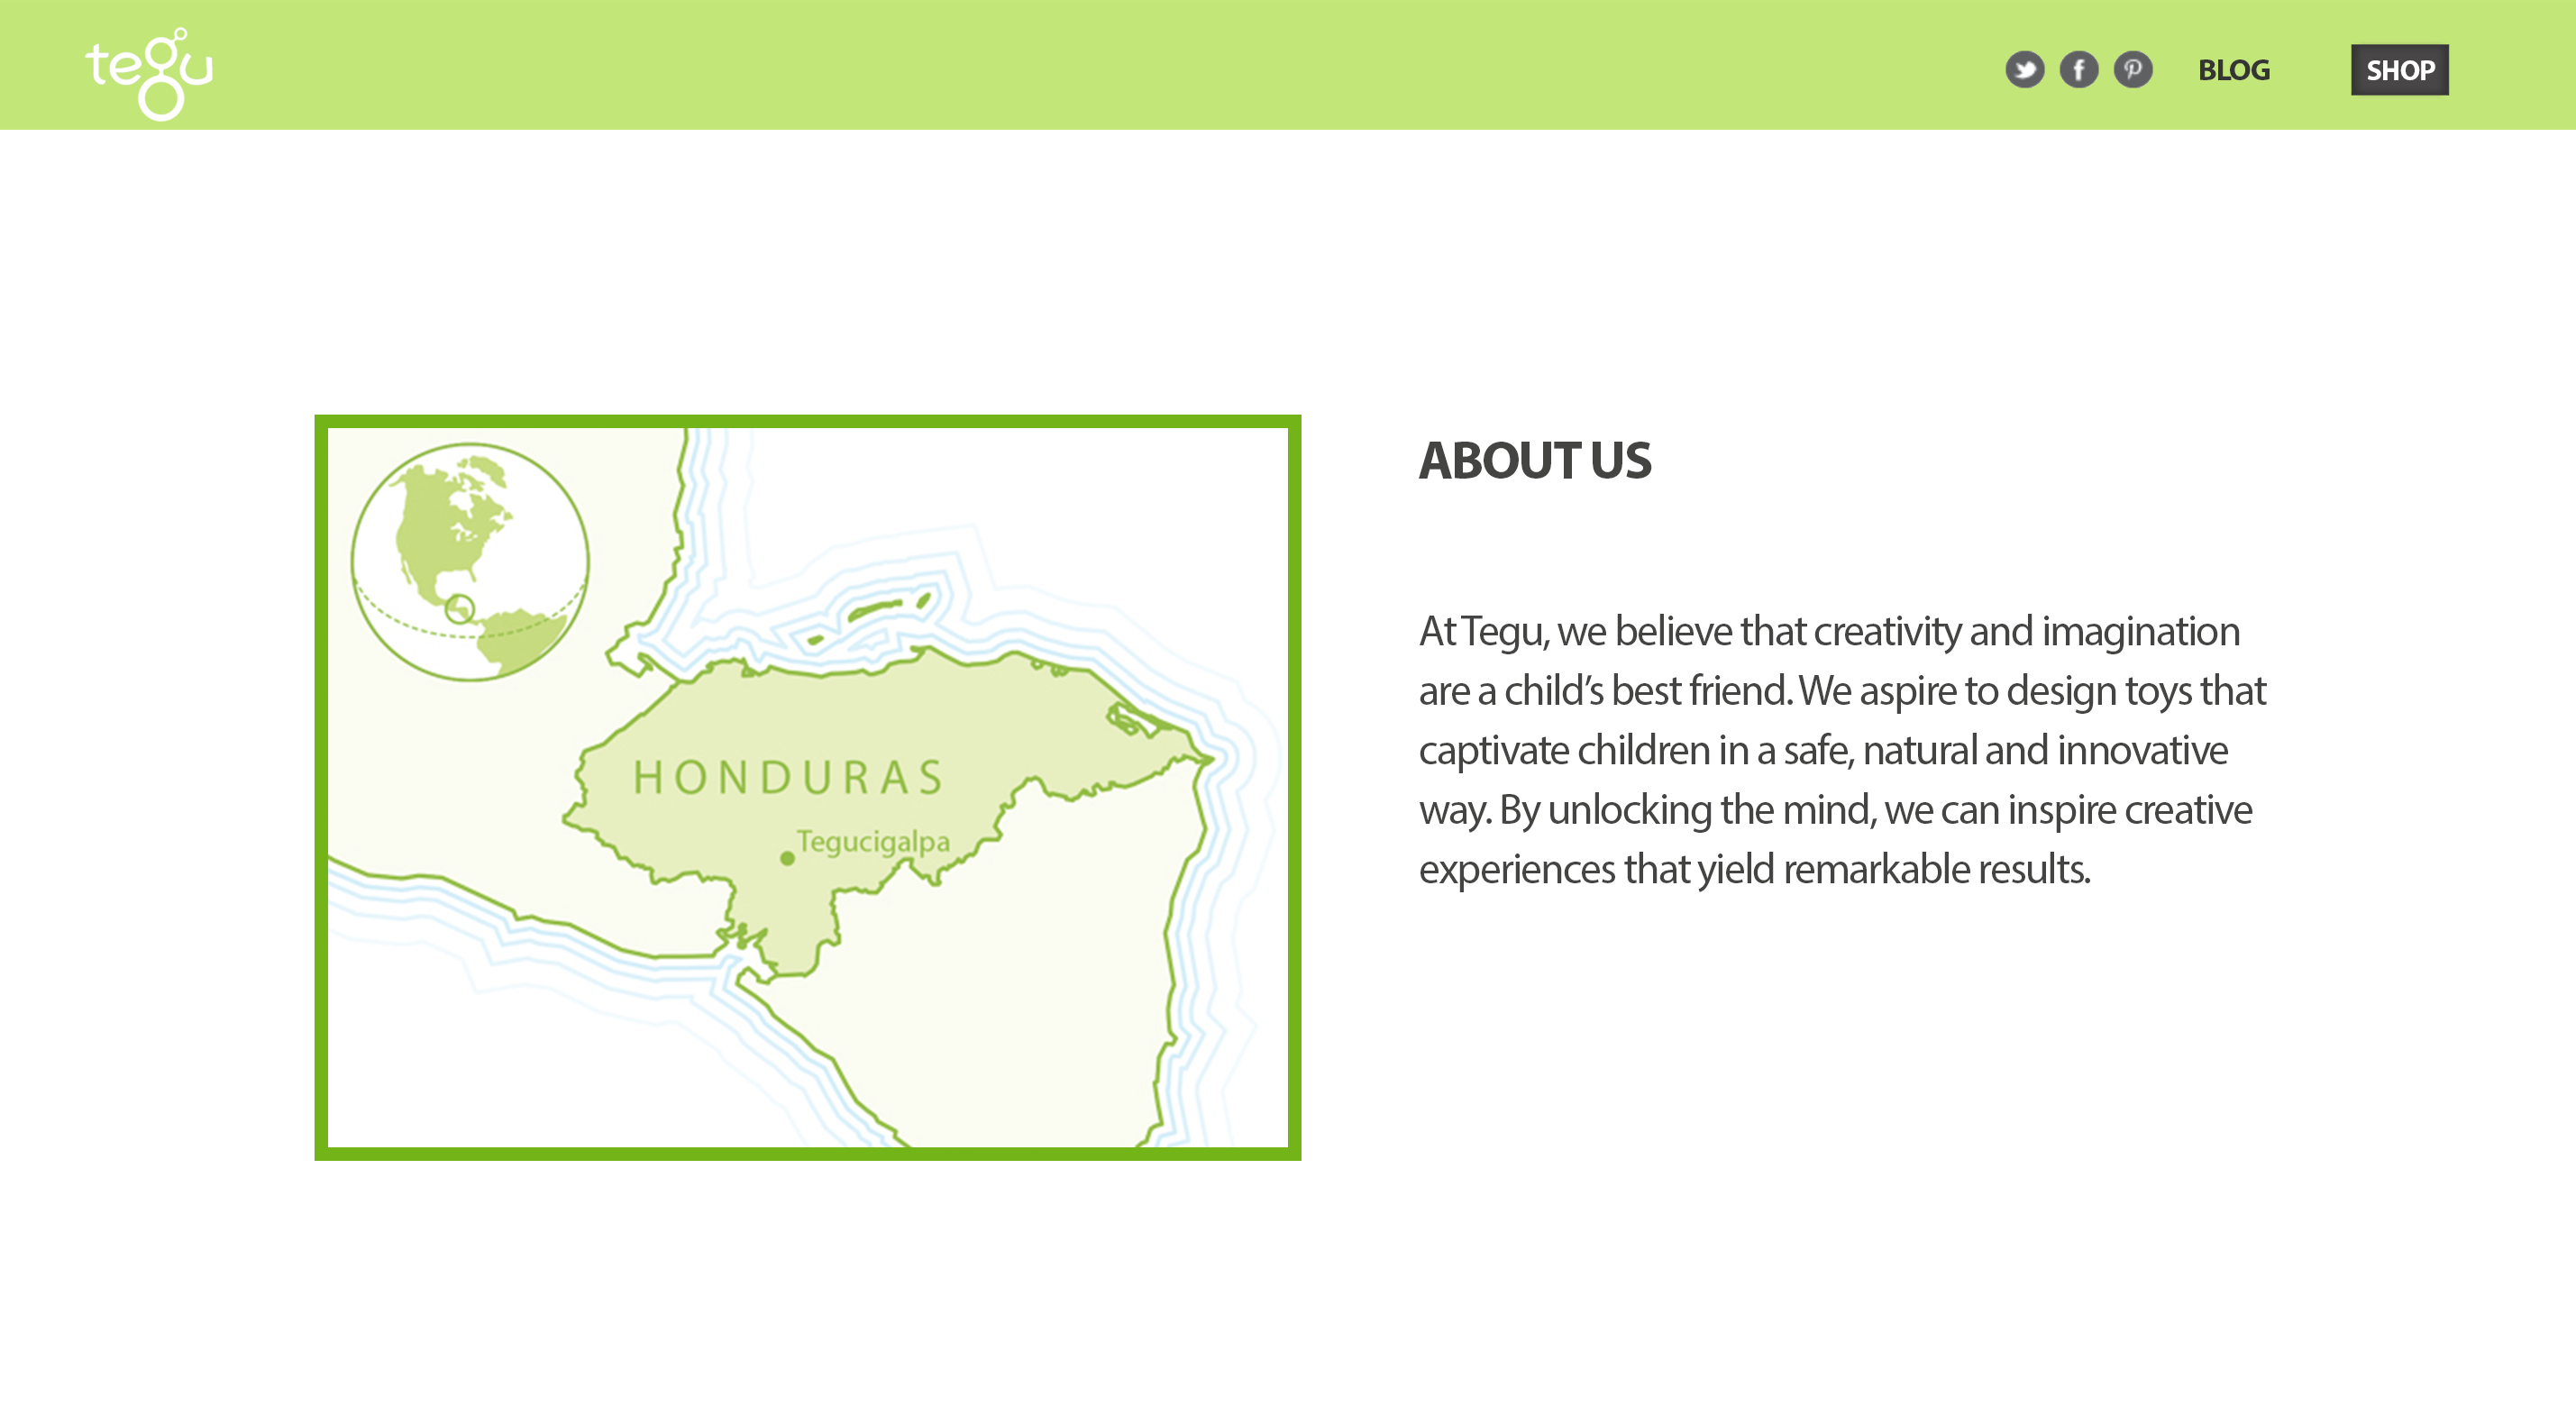 tegu
BLOG
SHOP
HONDURAS
Tegucigalpa
ABOUT US
At Tegu, we believe that creativity and imagination
are a child’s best friend. We aspire to design toys that
captivate children in a safe, natural and innovative
way. By unlocking the mind, we can inspire creative
experiences that yield remarkable results.